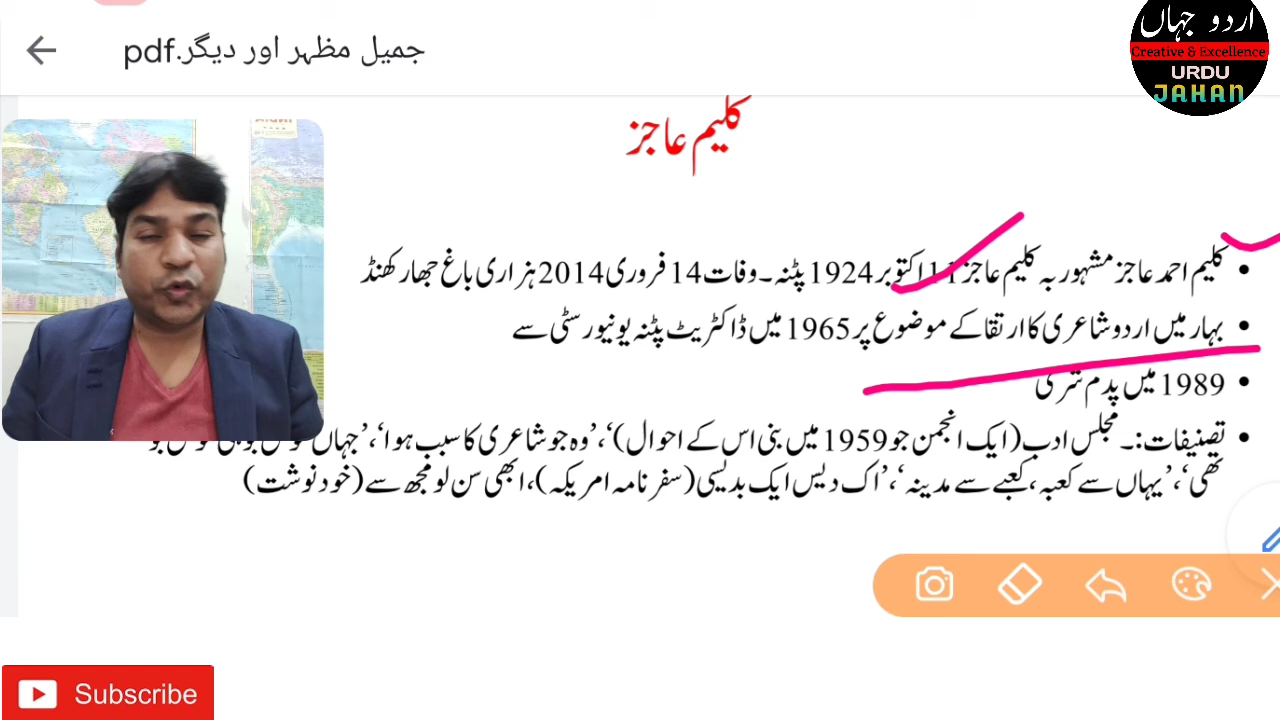 جمیل مظہر اور دیگر.pdf
اردو جہاں
Creative & Excellence
URDU
JAHAN
کلیم عاجز
کلیم احمد عاجز مشہور بہ کلیم عاجز 11 اکتوبر 1924 پٹنہ۔ وفات 14 فروری 2014 ہزاری باغ جھارکھنڈ
بہار میں اردو شاعری کا ارتقا کے موضوع پر 1965 میں ڈاکٹریٹ پٹنہ یونیورسٹی سے
1989 میں پدم شری
تصنیفات:۔ مجلس ادب (ایک انجمن جو 1959 میں بنی اس کے احوال)‘، ’وہ جو شاعری کا سبب ہوا‘، ’جہاں
تھی‘، ’یہاں سے کعبہ، کعبے سے مدینہ‘، ’اک دیس ایک بدیسی (سفر نامہ امریکہ)، ابھی سن لو مجھ سے (خود نوشت)
Subscribe